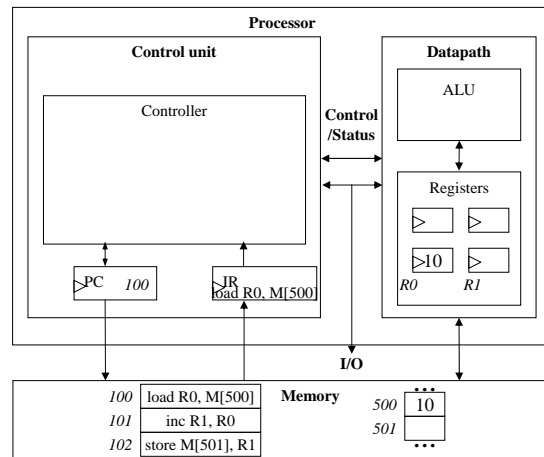 Processor
Control unit
Datapath
Controller
ALU
Control
/Status
Registers
10
R0
R1
PC
100
IR
load R0, M[500]
I/O
Memory
100
load R0, M[500]
101
inc R1, R0
102
store M[501], R1
...
500
10
501
...